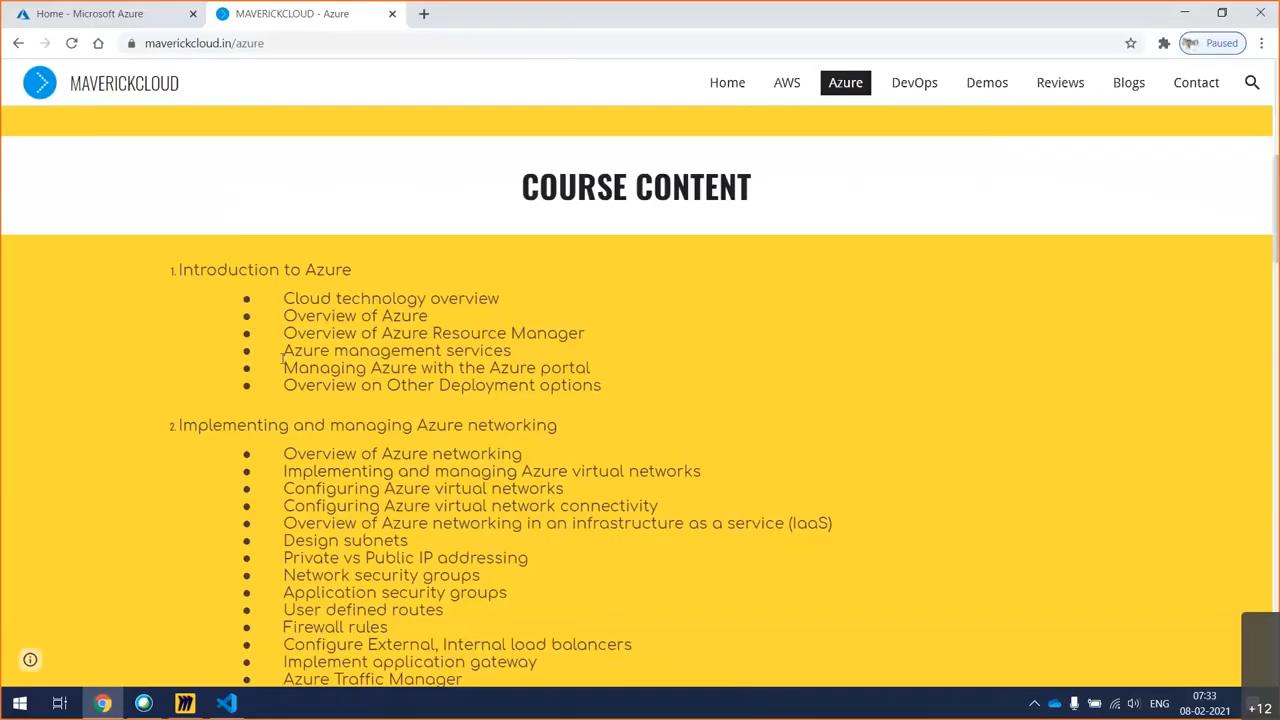 Home - Microsoft Azure
MAVERICKCLOUD - Azure
maverickcloud.in/azure
Paused
MAVERICKCLOUD
Home AWS Azure DevOps Demos Reviews Blogs Contact
COURSE CONTENT
1. Introduction to Azure
● Cloud technology overview
● Overview of Azure
● Overview of Azure Resource Manager
● Azure management services
● Managing Azure with the Azure portal
● Overview on Other Deployment options
2. Implementing and managing Azure networking
● Overview of Azure networking
● Implementing and managing Azure virtual networks
● Configuring Azure virtual networks
● Configuring Azure virtual network connectivity
● Overview of Azure networking in an infrastructure as a service (IaaS)
● Design subnets
● Private vs Public IP addressing
● Network security groups
● Application security groups
● User defined routes
● Firewall rules
● Configure External, Internal load balancers
● Implement application gateway
● Azure Traffic Manager
ENG
07:33
08-02-2021
+12